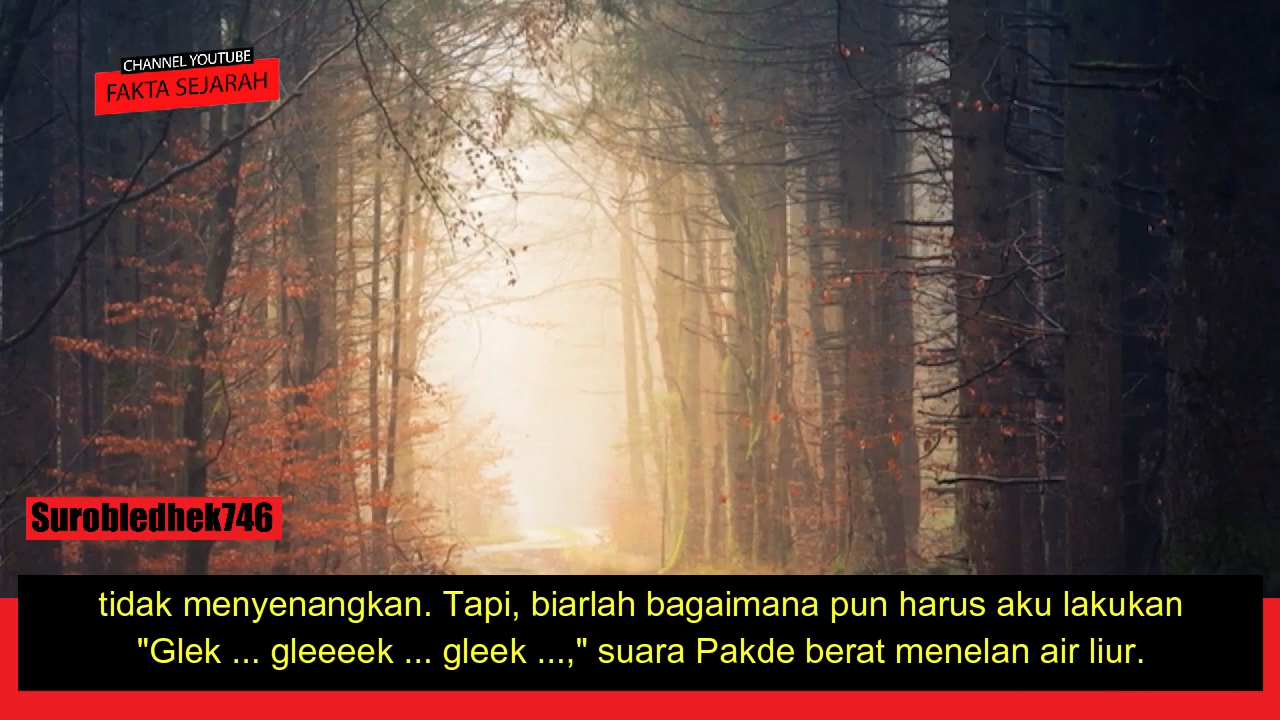 CHANNEL YOUTUBE
FAKTA SEJARAH
Surobledhek746
tidak menyenangkan. Tapi, biarlah bagaimana pun harus aku lakukan
"Glek ... gleeeek ... gleek ...," suara Pakde berat menelan air liur.